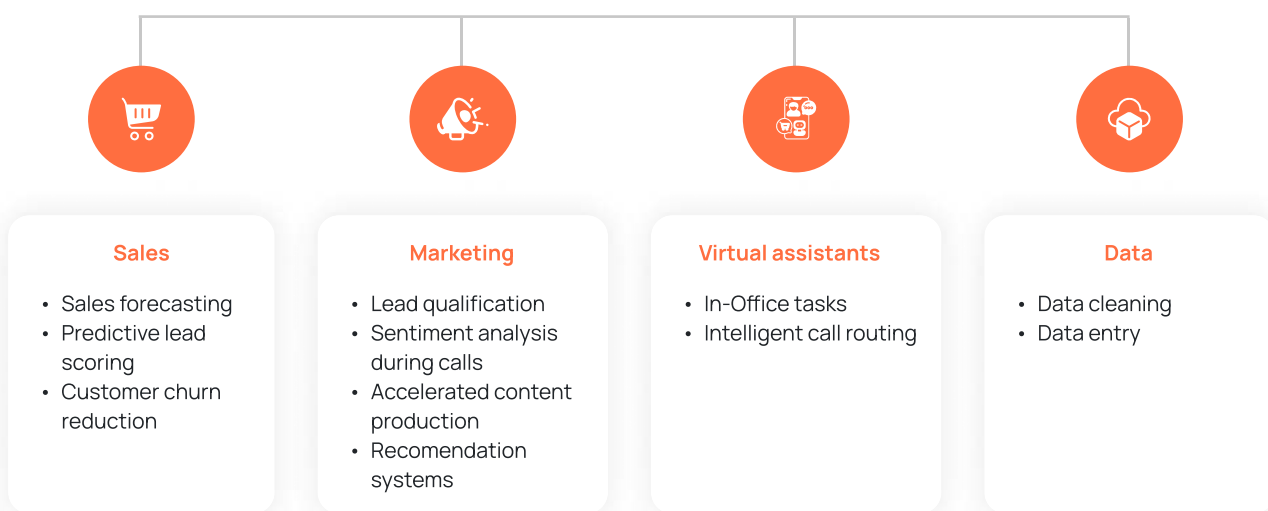 Sales
• Sales forecasting
• Predictive lead
scoring
• Customer churn
reduction
Marketing
• Lead qualification
• Sentiment analysis
during calls
• Accelerated content
production
• Recomendation
systems
Virtual assistants
• In-Office tasks
• Intelligent call routing
Data
• Data cleaning
• Data entry